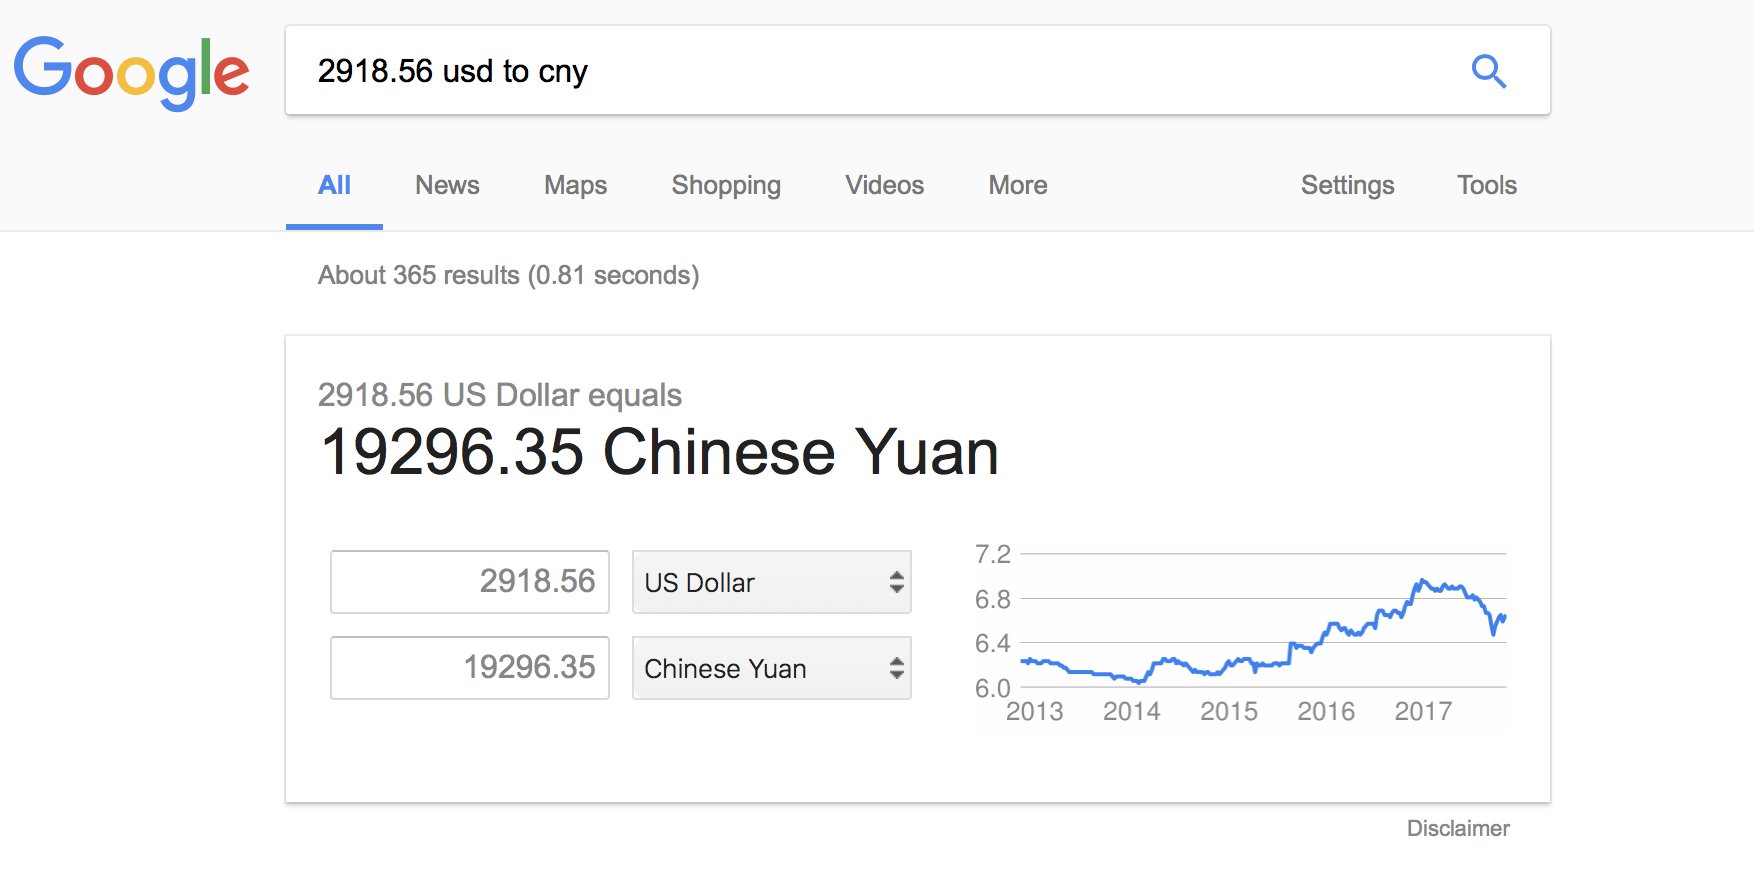 Google
2918.56 usd to cny
All News Maps Shopping Videos More Settings Tools
About 365 results (0.81 seconds)
2918.56 US Dollar equals
19296.35 Chinese Yuan
2918.56 US Dollar
19296.35 Chinese Yuan
7.2
6.8
6.4
6.0
2013 2014 2015 2016 2017
Disclaimer